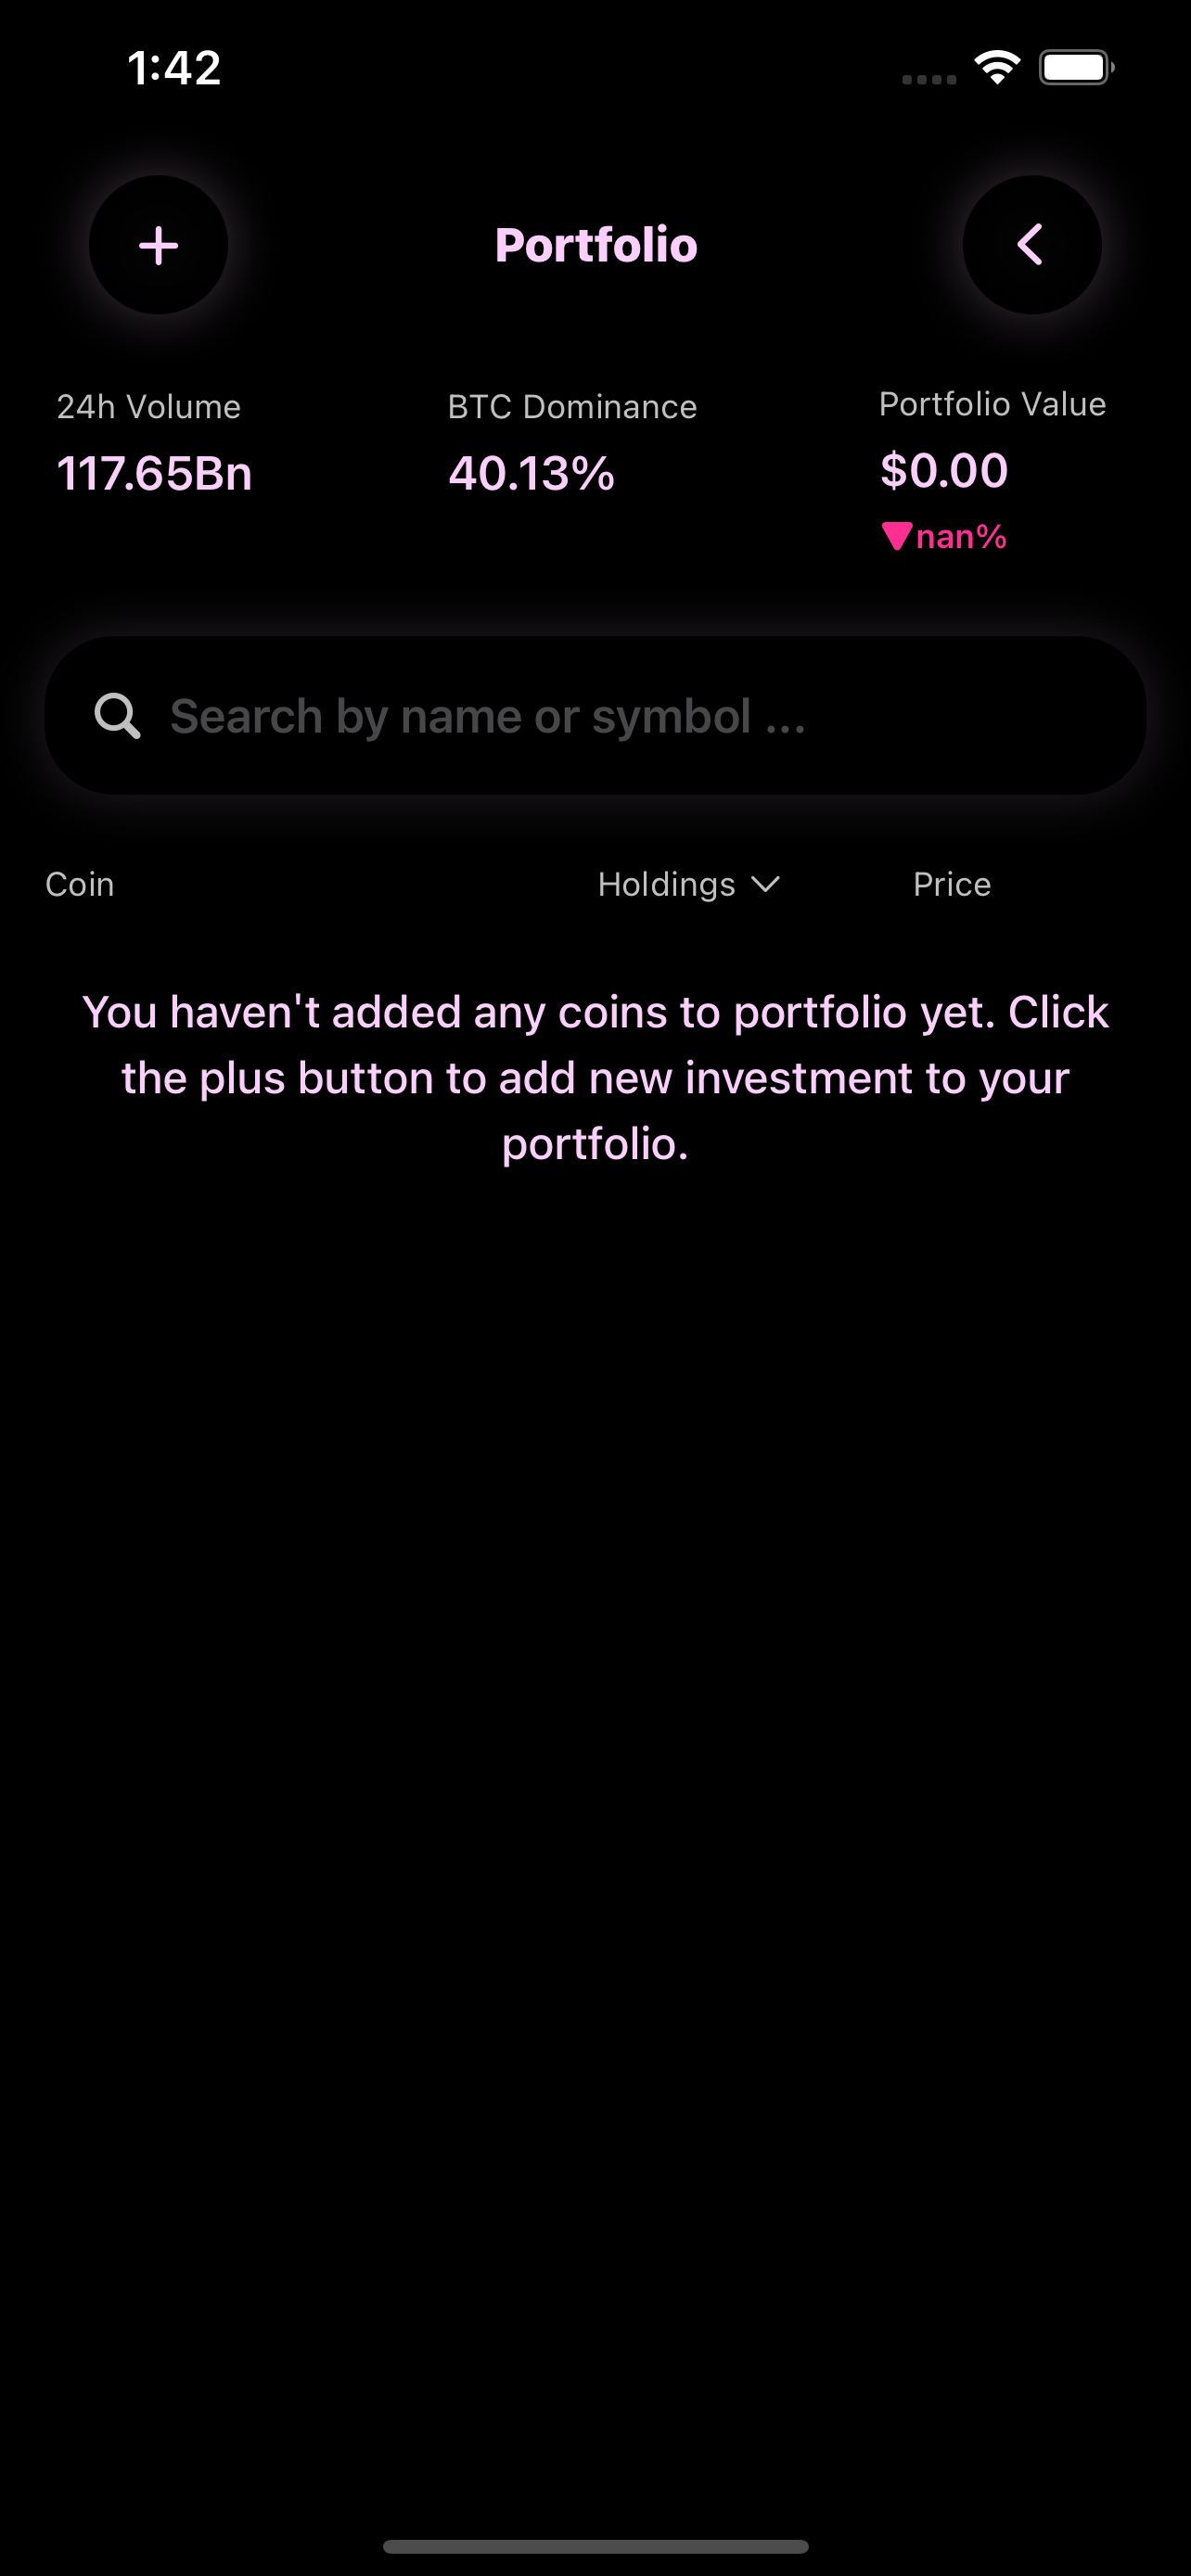 1:42
Portfolio
24h Volume
BTC Dominance
Portfolio Value
117.65Bn
40.13%
$0.00
nan%
Search by name or symbol ...
Coin
Holdings
Price
You haven't added any coins to portfolio yet. Click
the plus button to add new investment to your
portfolio.